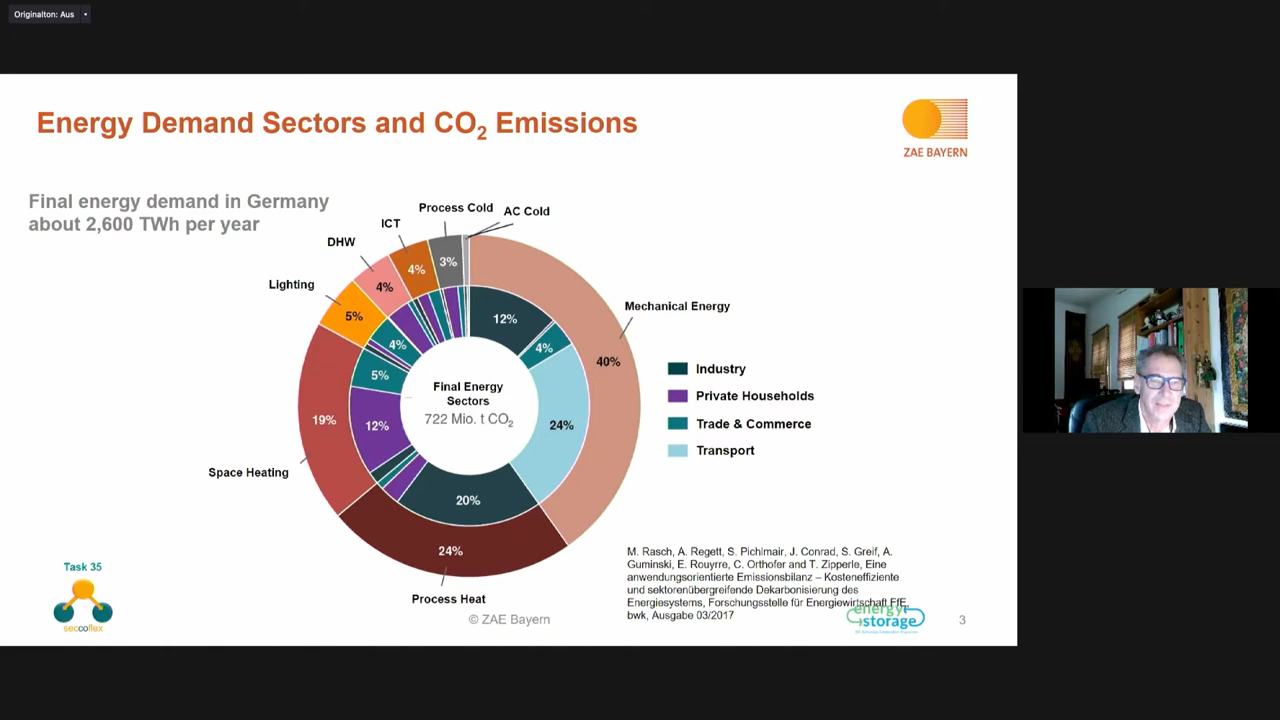 Originalton: Aus
Energy Demand Sectors and CO2 Emissions
ZAE BAYERN
Final energy demand in Germany
about 2,600 TWh per year
Process Cold
AC Cold
ICT
DHW
Lighting
Mechanical Energy
Space Heating
Process Heat
40%
24%
19%
5%
4%
4%
3%
12%
4%
24%
20%
12%
5%
4%
Final Energy
Sectors
722 Mio. t CO2
Industry
Private Households
Trade & Commerce
Transport
M. Rasch, A. Regett, S. Pichlmair, J. Conrad, S. Greif, A.
Guminski, E. Rouyrre, C. Orthofer and T. Zipperle, Eine
anwendungsorientierte Emissionsbilanz – Kosteneffiziente
und sektorenübergreifende Dekarbonisierung des
Energiesystems, Forschungsstelle für Energiewirtschaft FfE,
bwk, Ausgabe 03/2017
Task 35
seccoflex
© ZAE Bayern
energy
storage
3